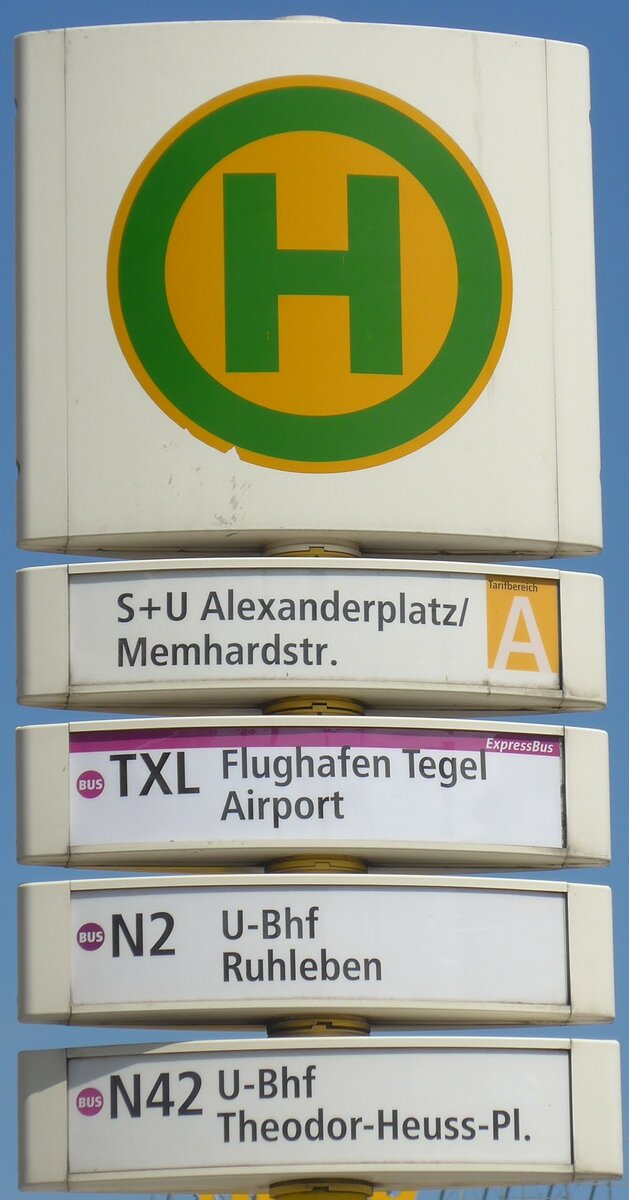 H
S+U Alexanderplatz/
Memhardstr.
Tarifbereich
A
ExpressBus
BUS TXL Flughafen Tegel
Airport
BUS N2 U-Bhf
Ruhleben
BUS N42 U-Bhf
Theodor-Heuss-Pl.